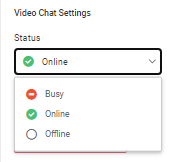 Video Chat Settings
Status
Online
Busy
Online
Offline